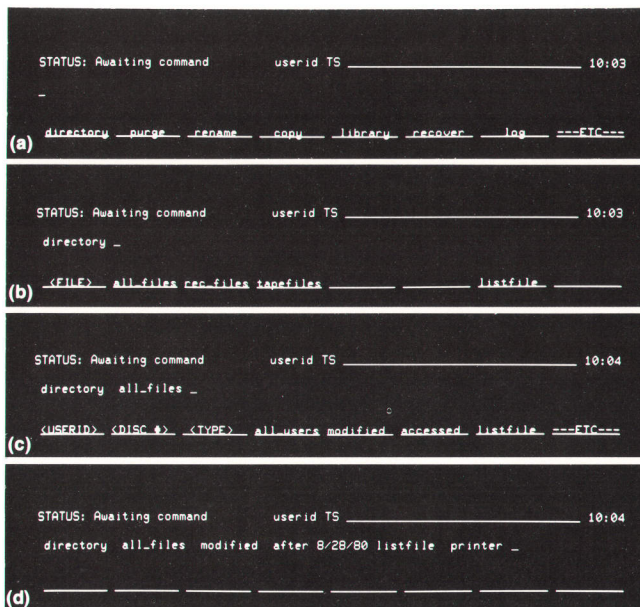 STATUS: Awaiting command userid TS 10:03
directory purge rename copy library recover log ---ETC---
(a)
STATUS: Awaiting command userid TS 10:03
directory _
<FILE> all_files rec_files tapefiles listfile
(b)
STATUS: Awaiting command userid TS 10:04
directory all_files _
<USERID> <DISC #> <TYPE> all_users modified accessed listfile ---ETC---
(c)
STATUS: Awaiting command userid TS 10:04
directory all_files modified after 8/28/80 listfile printer _
(d)